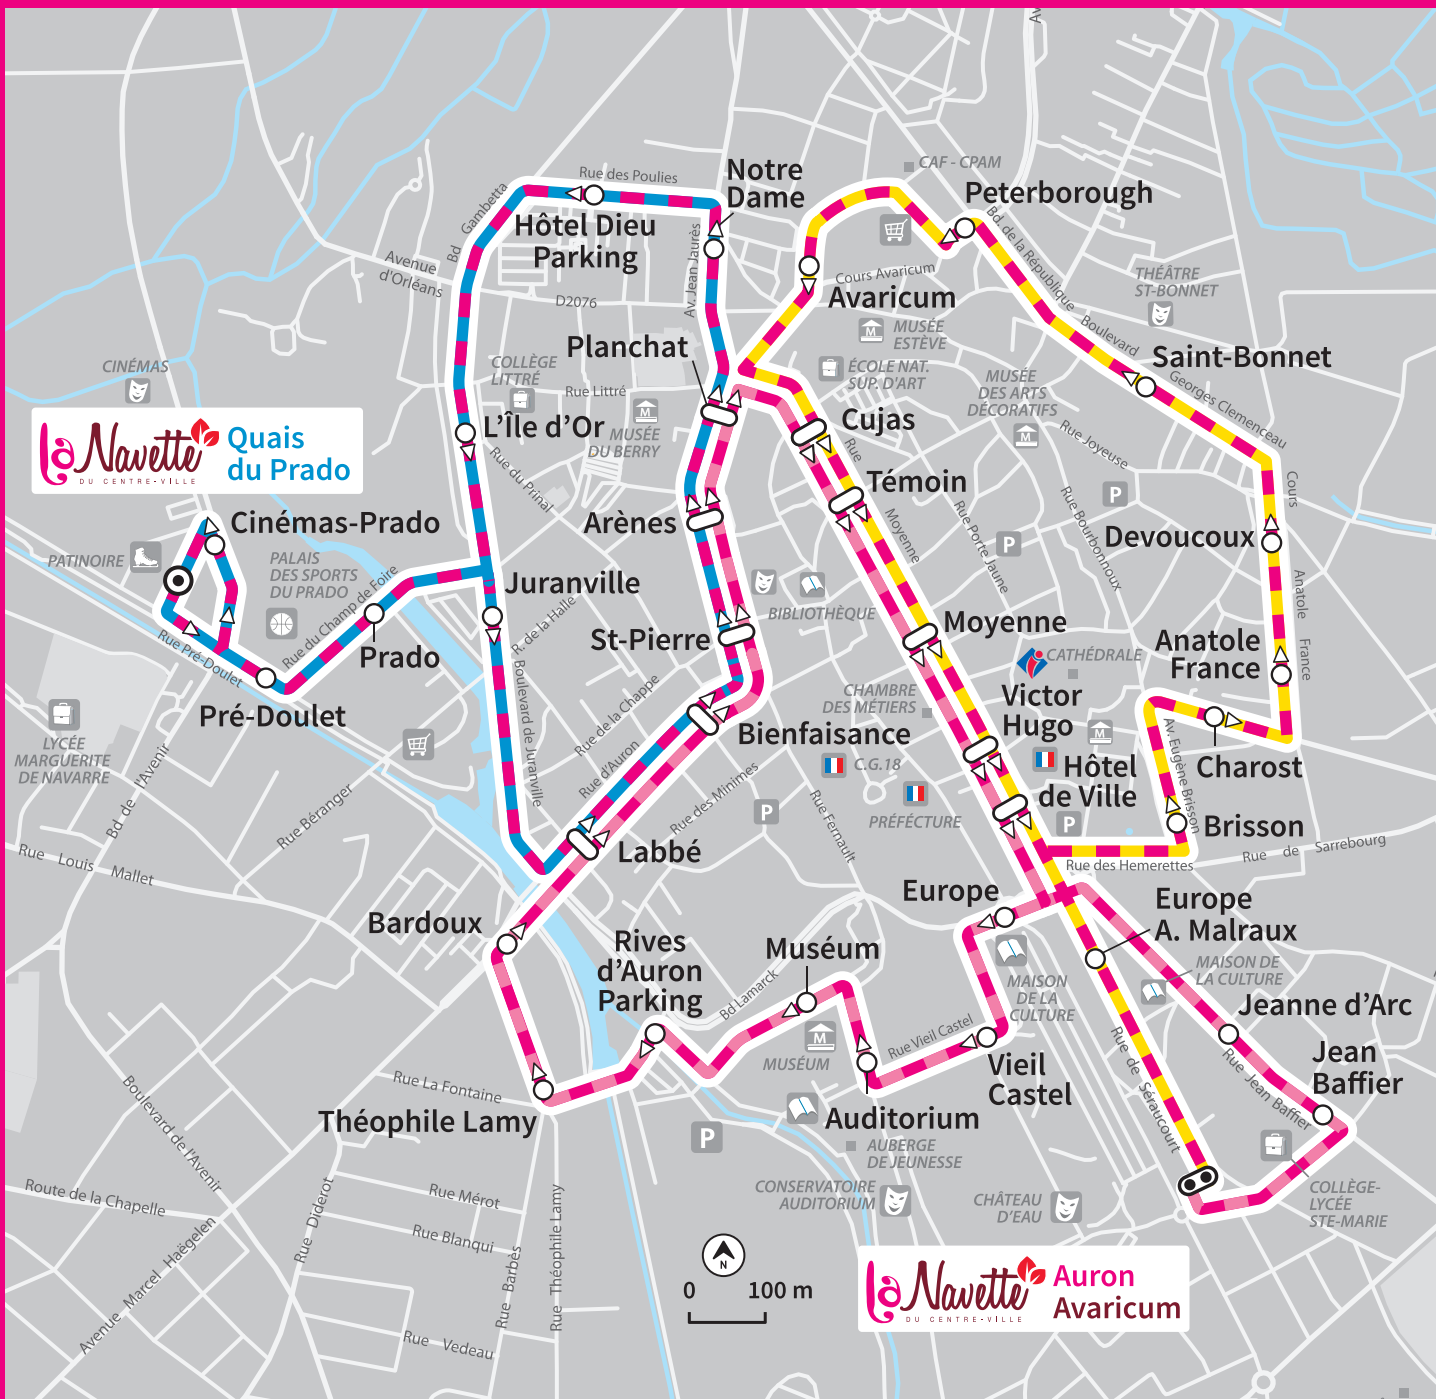 CAF - CPAM
Rue des Poulies
Notre
Dame
Peterborough
Bd Gambetta
Hôtel Dieu
Parking
Avenue
d'Orléans
Av. Jean Jaurès
Bd. de la République
Cours Avaricum
THÉÂTRE
ST-BONNET
D2076
Avaricum
MUSÉE
ESTÈVE
Boulevard
Planchat
Saint-Bonnet
CINÉMAS
COLLÈGE
LITTRÉ
Rue Littré
ÉCOLE NAT.
SUP. D'ART
MUSÉE
DES ARTS
DÉCORATIFS
Georges Clemenceau
La Navette
DU CENTRE-VILLE
Quais
du Prado
L'Île d'Or
MUSÉE
DU BERRY
Cujas
Rue
Rue Joyeuse
Rue du Prinal
Témoin
Cours
P
Cinémas-Prado
Arènes
Moyenne
Rue Porte Jaune
Rue Bourbonnoux
Devoucoux
P
PATINOIRE
PALAIS
DES SPORTS
DU PRADO
Rue du Champ de Foire
Juranville
R. de la Halle
BIBLIOTHÈQUE
Anatole
France
Prado
St-Pierre
Moyenne
CATHÉDRALE
Anatole
France
Rue Pré-Doulet
Pré-Doulet
Boulevard de Juranville
Rue de la Chappe
CHAMBRE
DES MÉTIERS
Victor
Hugo
LYCÉE
MARGUERITE
DE NAVARRE
Bienfaisance
C.G.18
Av. Eugène Brisson
Charost
Bd. de l'Avenir
Rue d'Auron
Rue des Minimes
Hôtel
de Ville
P
Rue Béranger
Rue Fernault
PRÉFÉCTURE
P
Brisson
Rue Louis Mallet
Labbé
Rue des Hemerettes
Rue de Sarrebourg
Bardoux
Europe
Europe
A. Malraux
Rives
d'Auron
Parking
Muséum
Bd Lamarck
MAISON
DE LA
CULTURE
MAISON DE
LA CULTURE
Jeanne d'Arc
Rue Vieil Castel
MUSÉUM
Vieil
Castel
Rue de Séraucourt
Rue Jean Baffier
Jean
Baffier
Rue La Fontaine
Théophile Lamy
Auditorium
Boulevard de l'Avenir
P
AUBERGE
DE JEUNESSE
Route de la Chapelle
Rue Diderot
Rue Mérot
CONSERVATOIRE
AUDITORIUM
CHÂTEAU
D'EAU
COLLÈGE-
LYCÉE
STE-MARIE
Rue Blanqui
Rue Barbès
Rue Théophile Lamy
Avenue Marcel Haëgelen
N
0 100 m
La Navette
DU CENTRE-VILLE
Auron
Avaricum
Rue Vedeau